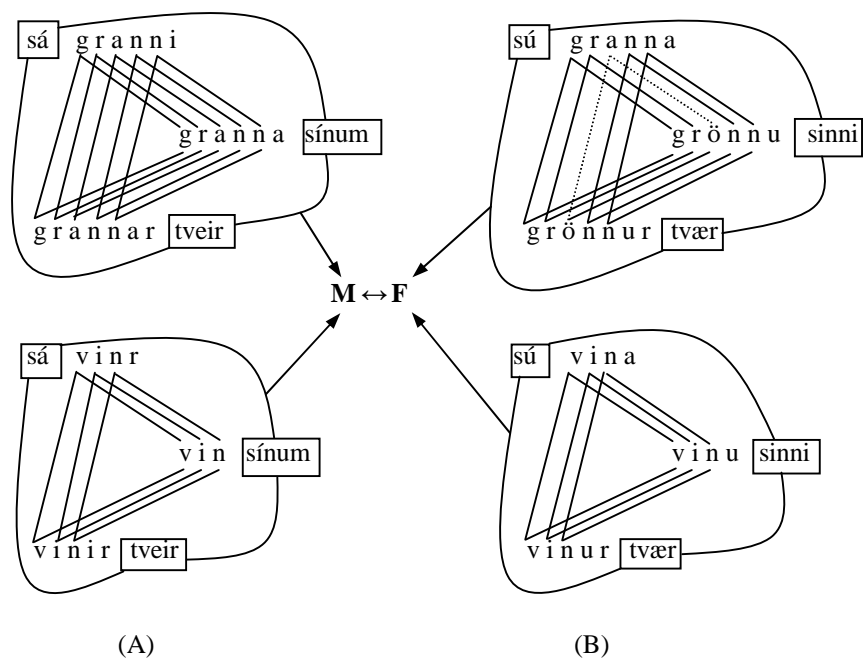 sá granni
granna sínum
grannar tveir
sú granna
grönnu sinni
grönnur tvær
M ↔ F
sá vinr
vin sínum
vinir tveir
sú vina
vinu sinni
vinur tvær
(A)
(B)